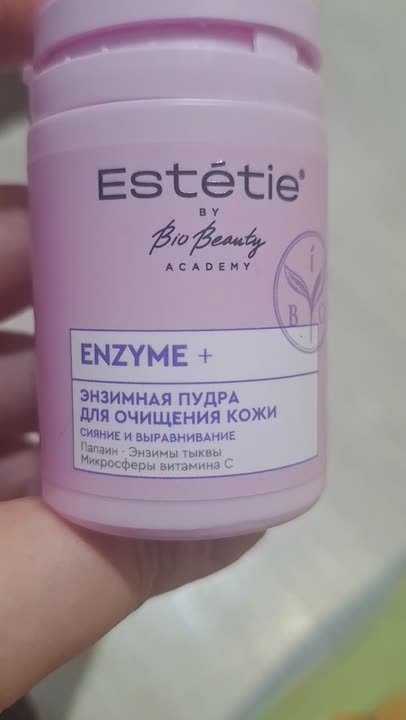 Estétie®
BY
Bio Beauty
ACADEMY
í
B
ENZYME +
ЭНЗИМНАЯ ПУДРА
ДЛЯ ОЧИЩЕНИЯ КОЖИ
СИЯНИЕ И ВЫРАВНИВАНИЕ
Папаин · Энзимы тыквы
Микросферы витамина С